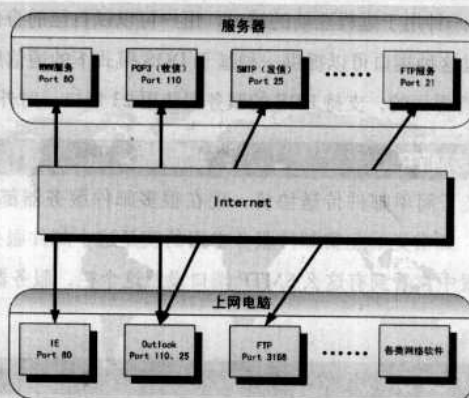 服务器
WWW服务
Port 80
POP3（收信）
Port 110
SMTP（发信）
Port 25
······
FTP服务
Port 21
Internet
上网电脑
IE
Port 80
Outlook
Port 110、25
FTP
Port 3168
······
各类网络软件